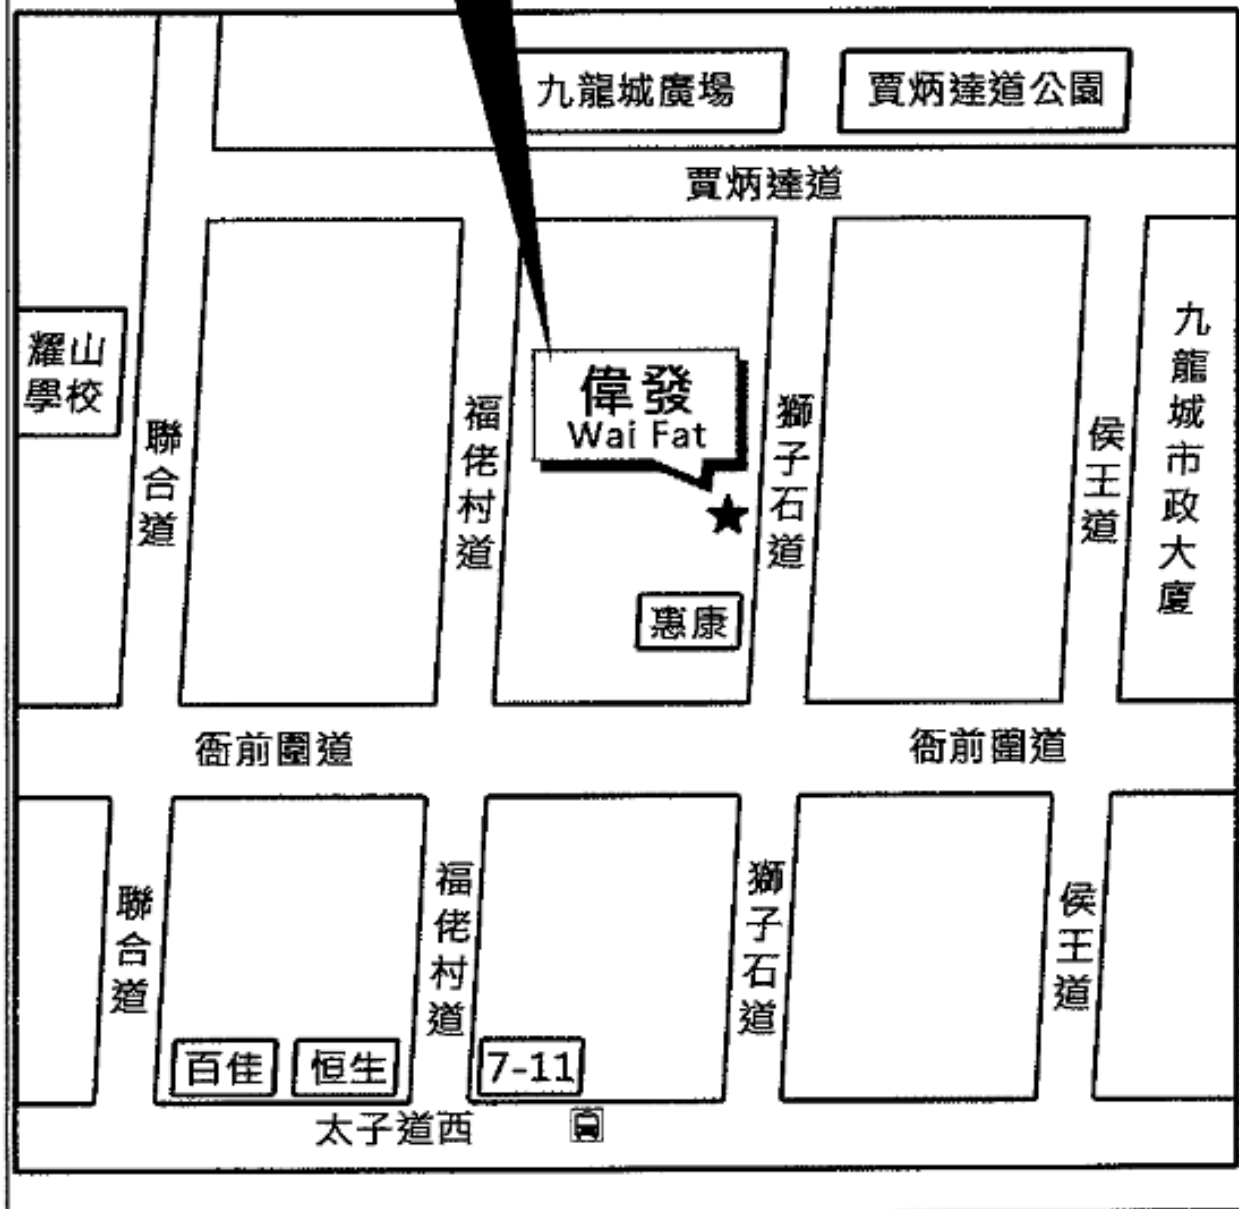 九龍城廣場
賈炳達道公園
賈炳達道
耀山
學校
聯合道
福佬村道
偉發
Wai Fat
獅子石道
侯王道
九龍城市政大廈
惠康
衙前圍道
衙前圍道
聯合道
福佬村道
獅子石道
侯王道
百佳
恒生
7-11
太子道西